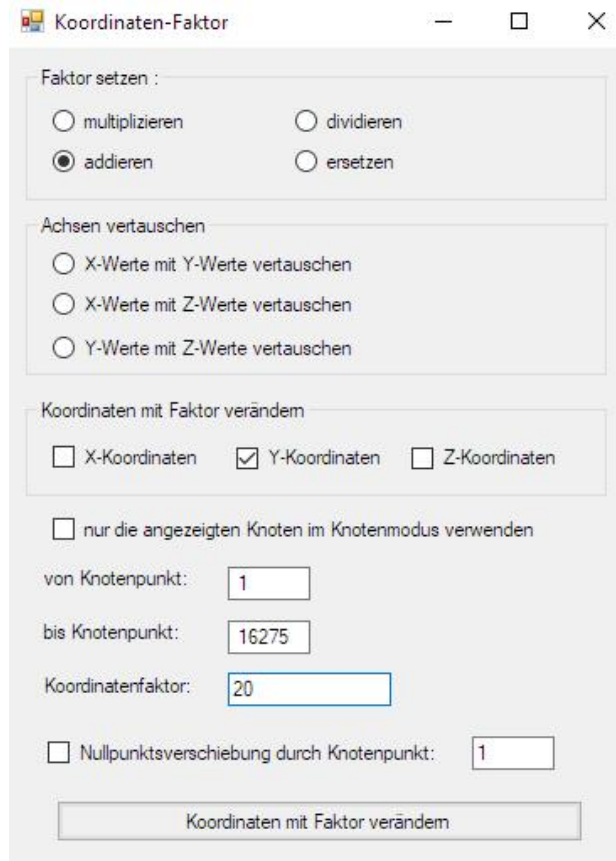 Koordinaten-Faktor
Faktor setzen :
multiplizieren
dividieren
addieren
ersetzen
Achsen vertauschen
X-Werte mit Y-Werte vertauschen
X-Werte mit Z-Werte vertauschen
Y-Werte mit Z-Werte vertauschen
Koordinaten mit Faktor verändern
X-Koordinaten
Y-Koordinaten
Z-Koordinaten
nur die angezeigten Knoten im Knotenmodus verwenden
von Knotenpunkt: 1
bis Knotenpunkt: 16275
Koordinatenfaktor: 20
Nullpunktsverschiebung durch Knotenpunkt: 1
Koordinaten mit Faktor verändern